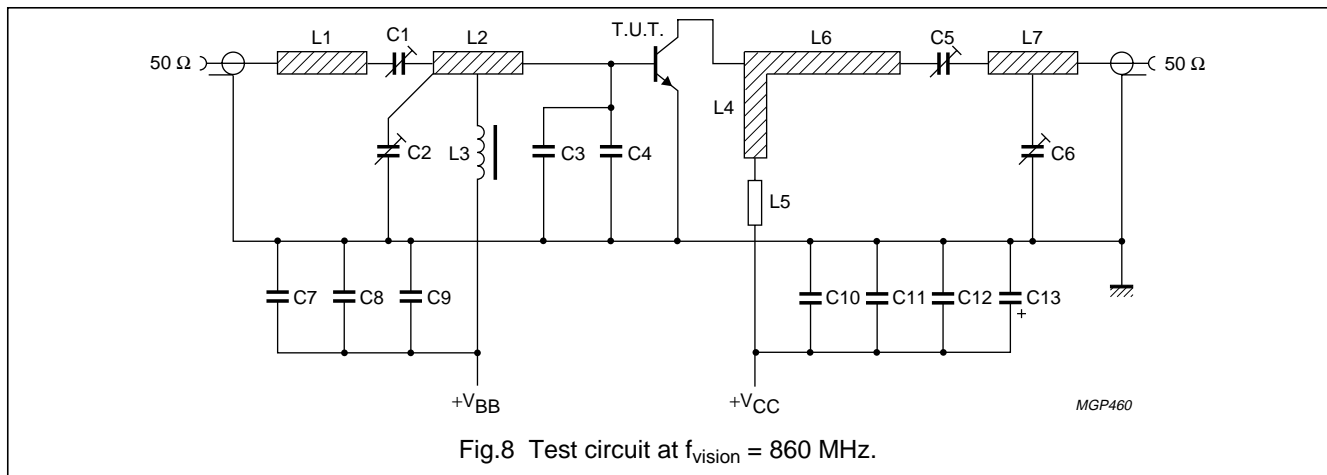 L1
C1
L2
T.U.T.
L6
C5
L7
50 Ω
50 Ω
L4
C2
L3
C3
C4
C6
L5
C7
C8
C9
C10
C11
C12
C13
+
+VBB
+VCC
MGP460
Fig.8 Test circuit at fvision = 860 MHz.